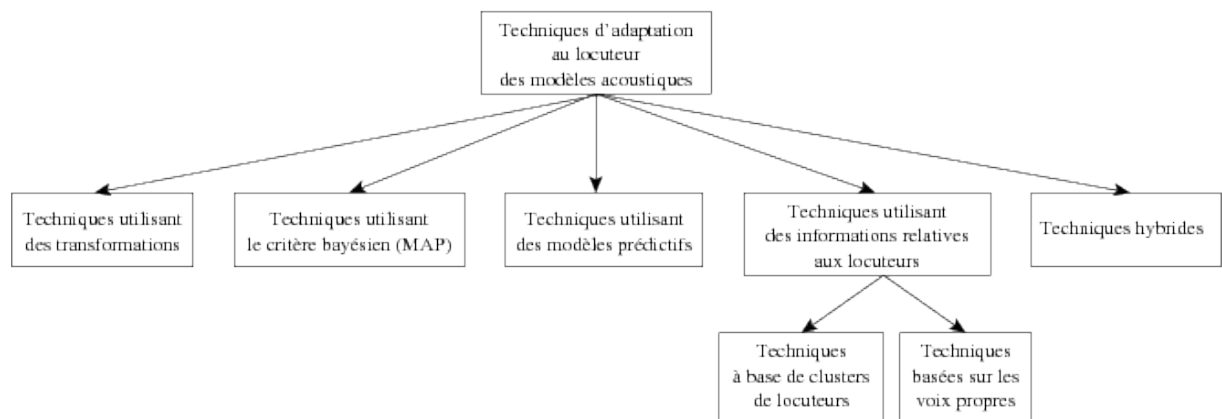 Techniques d'adaptation
au locuteur
des modèles acoustiques
Techniques utilisant
des transformations
Techniques utilisant
le critère bayésien (MAP)
Techniques utilisant
des modèles prédictifs
Techniques utilisant
des informations relatives
aux locuteurs
Techniques hybrides
Techniques
à base de clusters
de locuteurs
Techniques
basées sur les
voix propres